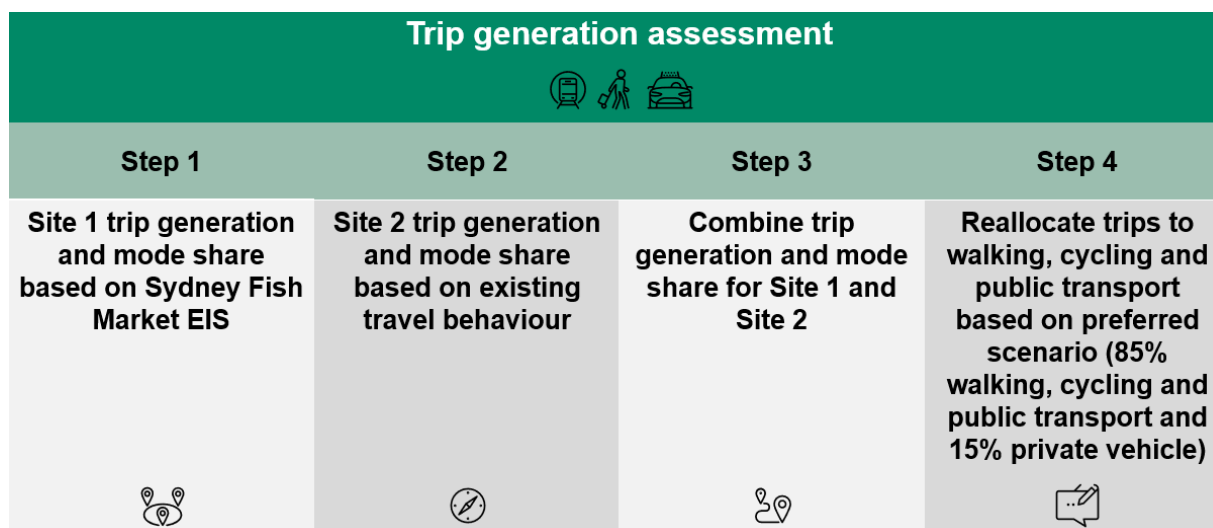 Trip generation assessment
Step 1
Step 2
Step 3
Step 4
Site 1 trip generation
and mode share
based on Sydney Fish
Market EIS
Site 2 trip generation
and mode share
based on existing
travel behaviour
Combine trip
generation and mode
share for Site 1 and
Site 2
Reallocate trips to
walking, cycling and
public transport
based on preferred
scenario (85%
walking, cycling and
public transport and
15% private vehicle)